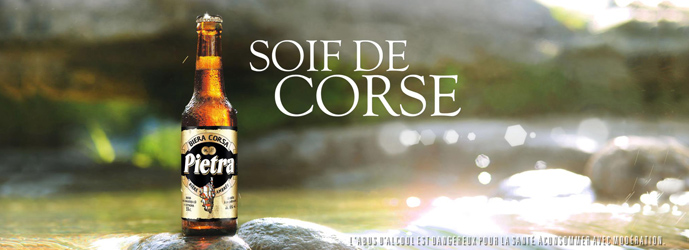 SOIF DE
CORSE
BIERA CORSA
Pietra
L'ABUS D'ALCOOL EST DANGEREUX POUR LA SANTÉ À CONSOMMER AVEC MODÉRATION.